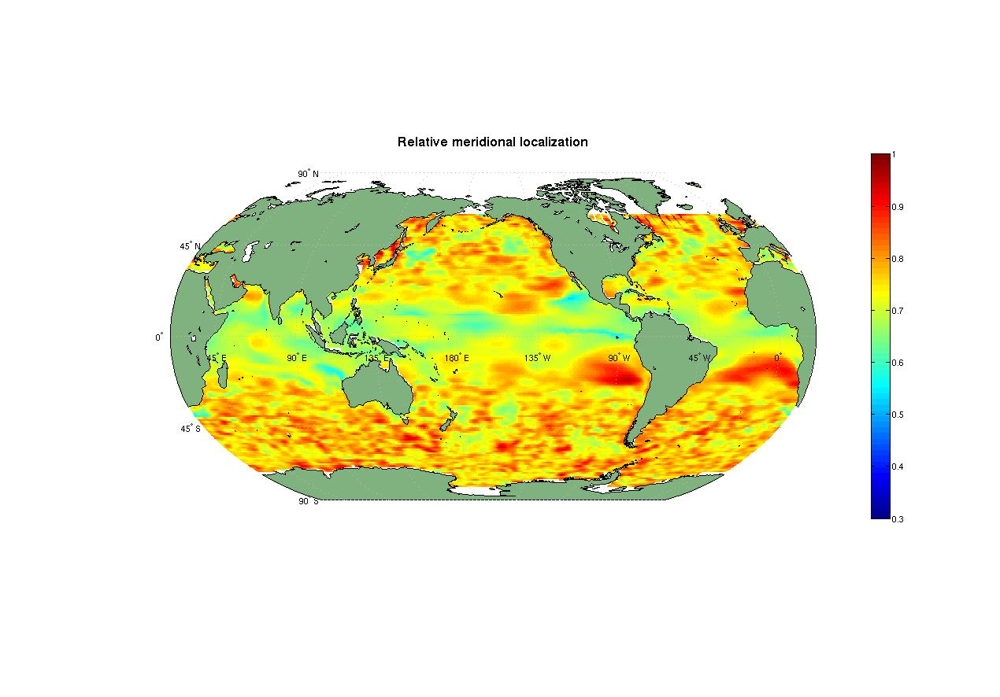 Relative meridional localization
90° N
45° N
0°
45° E
90° E
135° E
180° E
135° W
90° W
45° W
0°
45° S
90° S
1
0.9
0.8
0.7
0.6
0.5
0.4
0.3